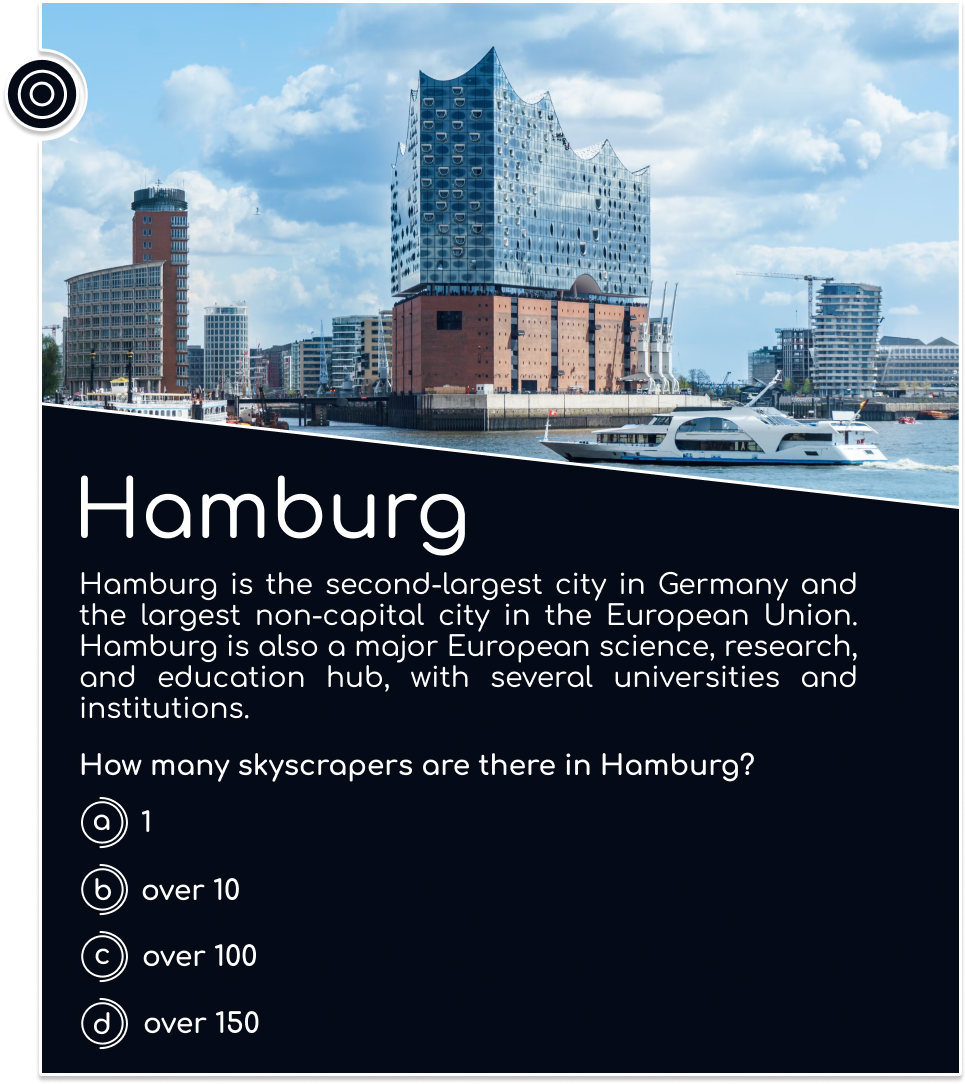 Hamburg
Hamburg is the second-largest city in Germany and
the largest non-capital city in the European Union.
Hamburg is also a major European science, research,
and education hub, with several universities and
institutions.
How many skyscrapers are there in Hamburg?
a 1
b over 10
c over 100
d over 150